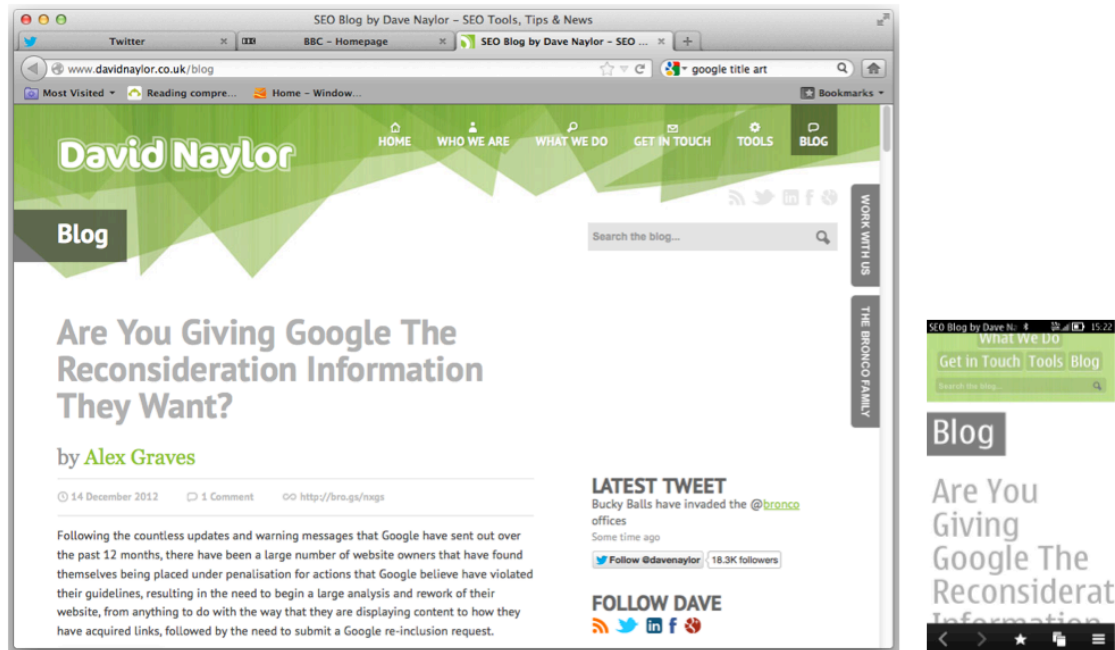 SEO Blog by Dave Naylor – SEO Tools, Tips & News
Twitter
BBC – Homepage
SEO Blog by Dave Naylor – SEO ...
www.davidnaylor.co.uk/blog
google title art
Most Visited
Reading compre...
Home – Window...
Bookmarks
David Naylor
HOME
WHO WE ARE
WHAT WE DO
GET IN TOUCH
TOOLS
BLOG
Blog
Search the blog...
WORK WITH US
THE BRONCO FAMILY
Are You Giving Google The
Reconsideration Information
They Want?
by Alex Graves
14 December 2012
1 Comment
http://bro.gs/nxgs
Following the countless updates and warning messages that Google have sent out over
the past 12 months, there have been a large number of website owners that have found
themselves being placed under penalisation for actions that Google believe have violated
their guidelines, resulting in the need to begin a large analysis and rework of their
website, from anything to do with the way that they are displaying content to how they
have acquired links, followed by the need to submit a Google re-inclusion request.
LATEST TWEET
Bucky Balls have invaded the @bronco
offices
Some time ago
Follow @davenaylor
18.3K followers
FOLLOW DAVE
SEO Blog by Dave Na
15:22
What We Do
Get in Touch Tools Blog
Search the blog...
Blog
Are You
Giving
Google The
Reconsiderat
Information